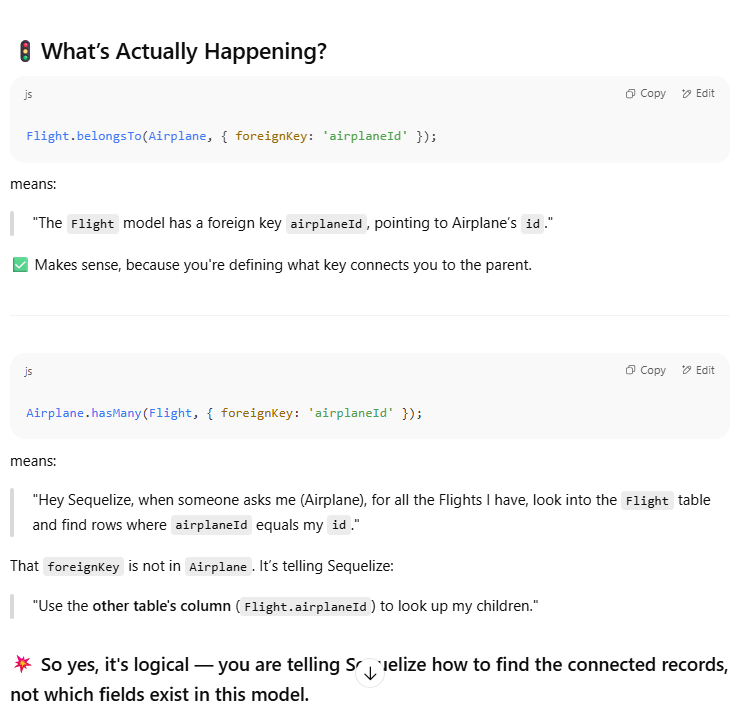 🚦 What’s Actually Happening?
js
Copy Edit
Flight.belongsTo(Airplane, { foreignKey: 'airplaneId' });
means:
"The Flight model has a foreign key airplaneId, pointing to Airplane’s id."
✅ Makes sense, because you're defining what key connects you to the parent.
js
Copy Edit
Airplane.hasMany(Flight, { foreignKey: 'airplaneId' });
means:
"Hey Sequelize, when someone asks me (Airplane), for all the Flights I have, look into the Flight table
and find rows where airplaneId equals my id."
That foreignKey is not in Airplane. It’s telling Sequelize:
"Use the other table's column (Flight.airplaneId) to look up my children."
💥 So yes, it's logical — you are telling Sequelize how to find the connected records,
not which fields exist in this model.